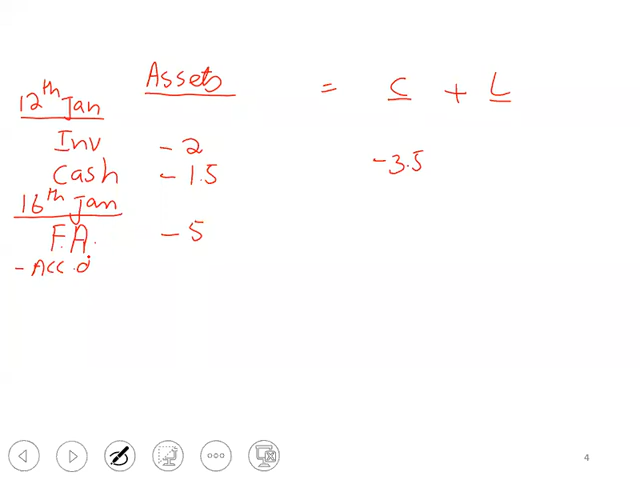 Assets = C + L
12th Jan
Inv - 2
Cash - 1.5 - 3.5
16th Jan
F.A. - 5
- Acc. d
4